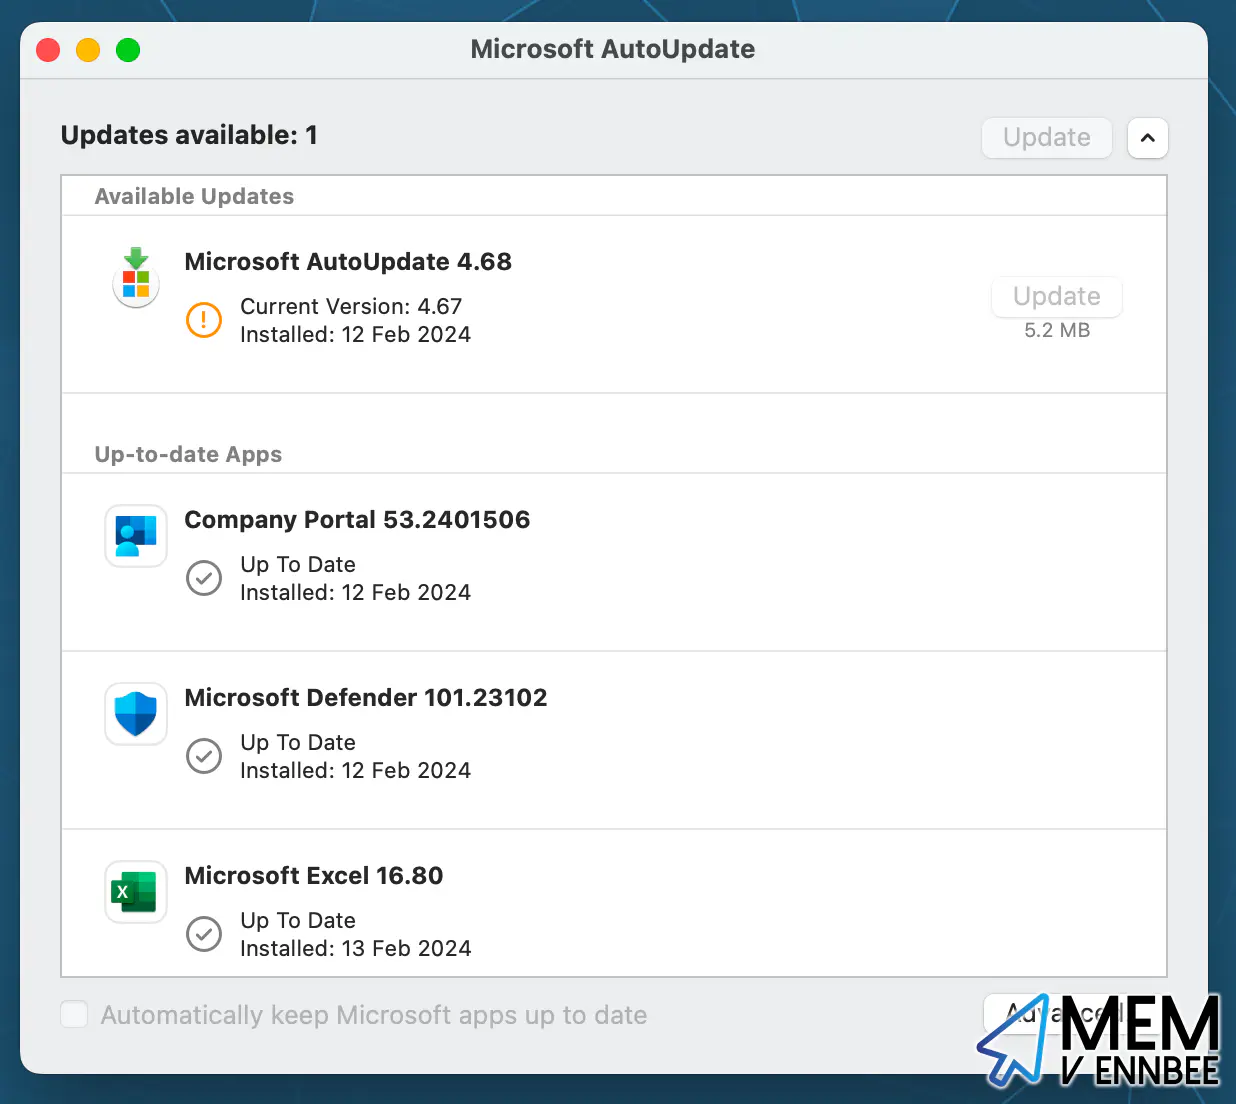 Microsoft AutoUpdate
Updates available: 1
Update
Available Updates
Microsoft AutoUpdate 4.68
Current Version: 4.67
Installed: 12 Feb 2024
Update
5.2 MB
Up-to-date Apps
Company Portal 53.2401506
Up To Date
Installed: 12 Feb 2024
Microsoft Defender 101.23102
Up To Date
Installed: 12 Feb 2024
X
Microsoft Excel 16.80
Up To Date
Installed: 13 Feb 2024
Automatically keep Microsoft apps up to date
MEM
V ENNBEE